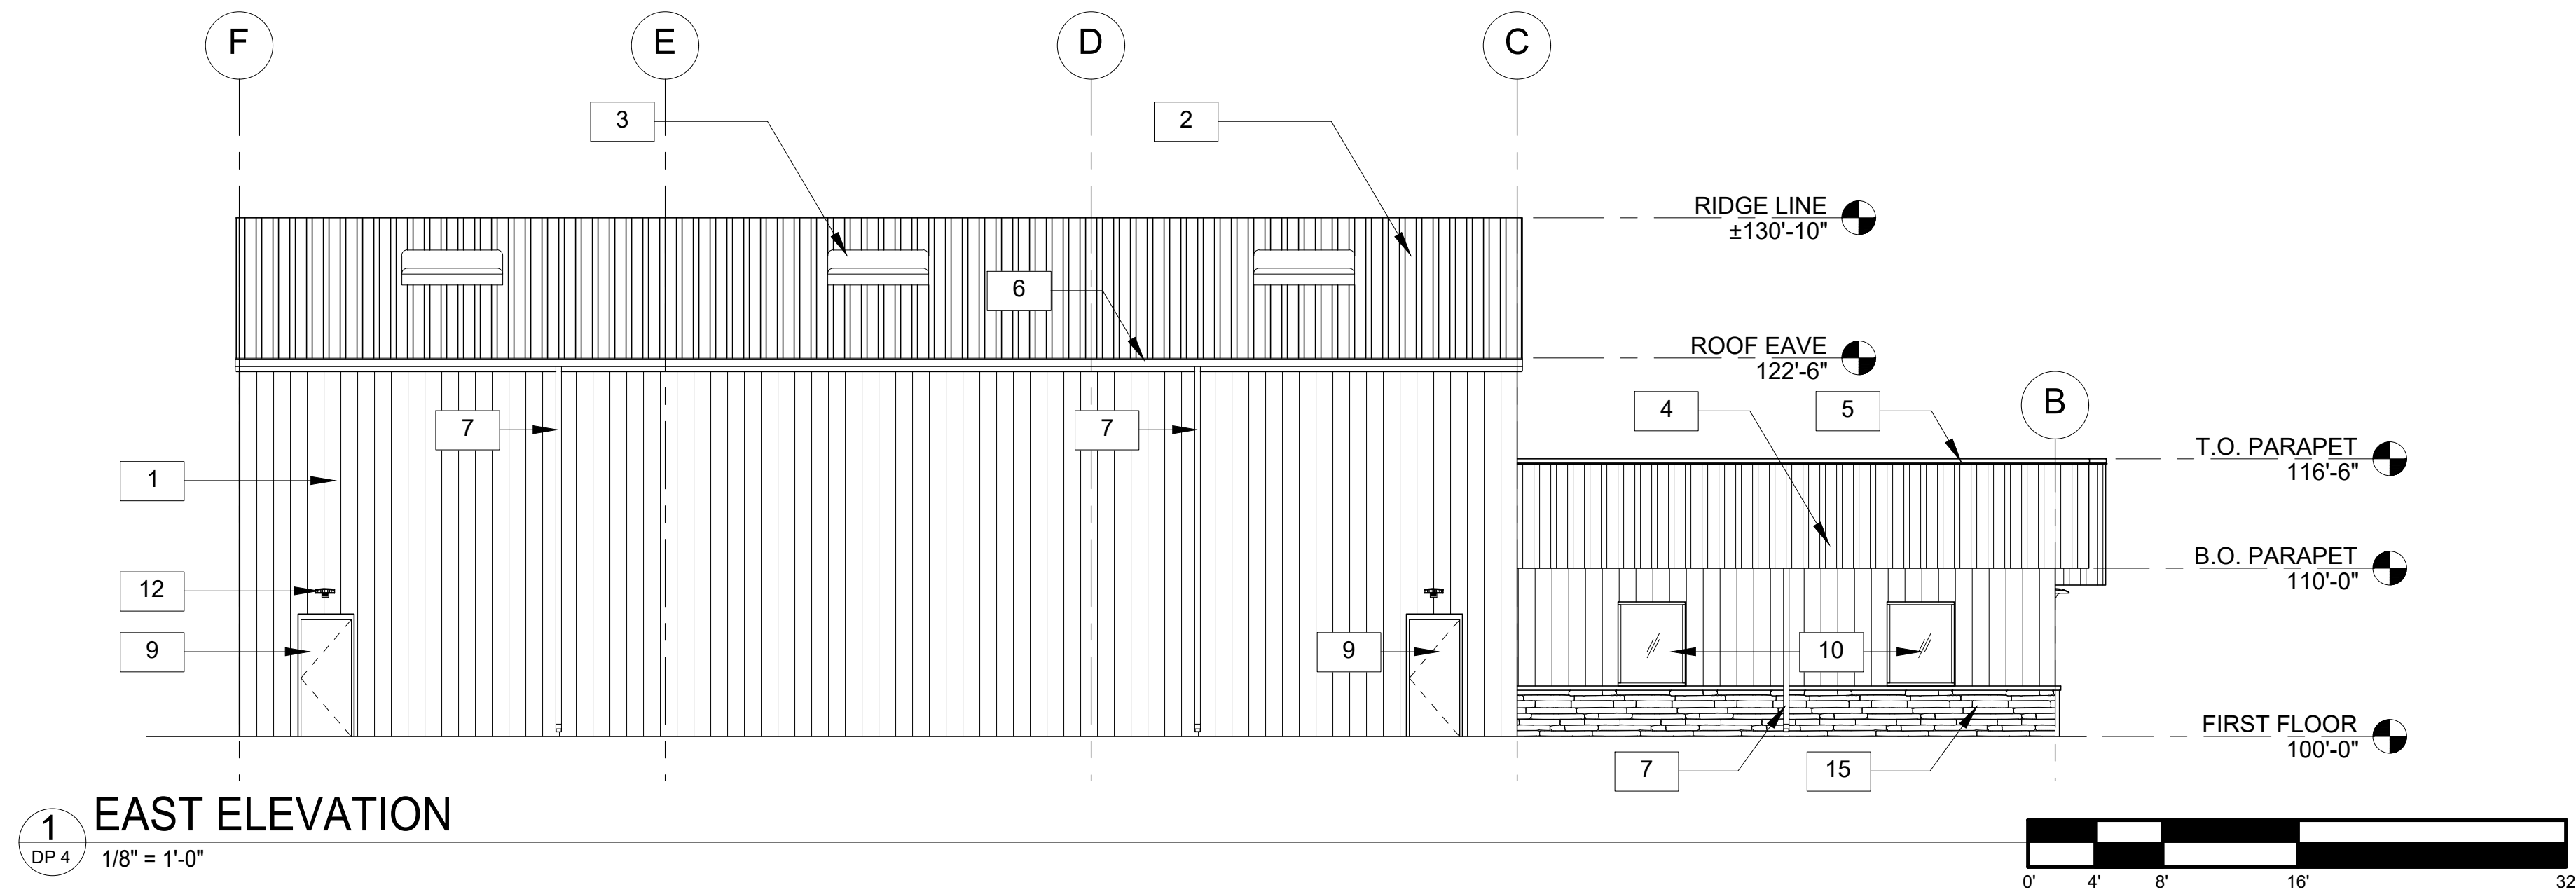 F
E
D
C
3
2
RIDGE LINE
±130'-10"
6
ROOF EAVE
122'-6"
B
7
7
4
5
T.O. PARAPET
116'-6"
1
B.O. PARAPET
110'-0"
12
9
9
10
FIRST FLOOR
100'-0"
7
15
1
DP 4
EAST ELEVATION
1/8" = 1'-0"
0' 4' 8' 16' 32